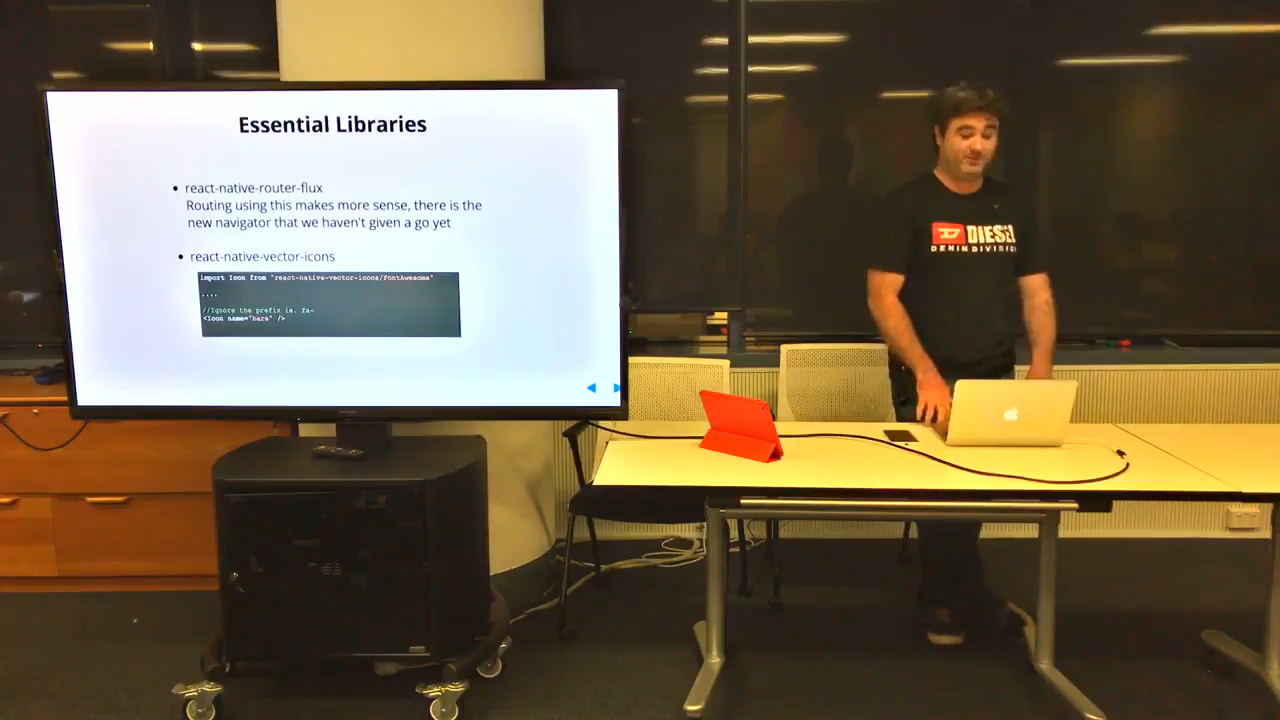 Essential Libraries
• react-native-router-flux
Routing using this makes more sense, there is the
new navigator that we haven't given a go yet
• react-native-vector-icons
import Icon from "react-native-vector-icons/FontAwesome"
....
//Ignore the prefix ie. fa-
<Icon name="bars" />
DIESEL
DENIM DIVISION